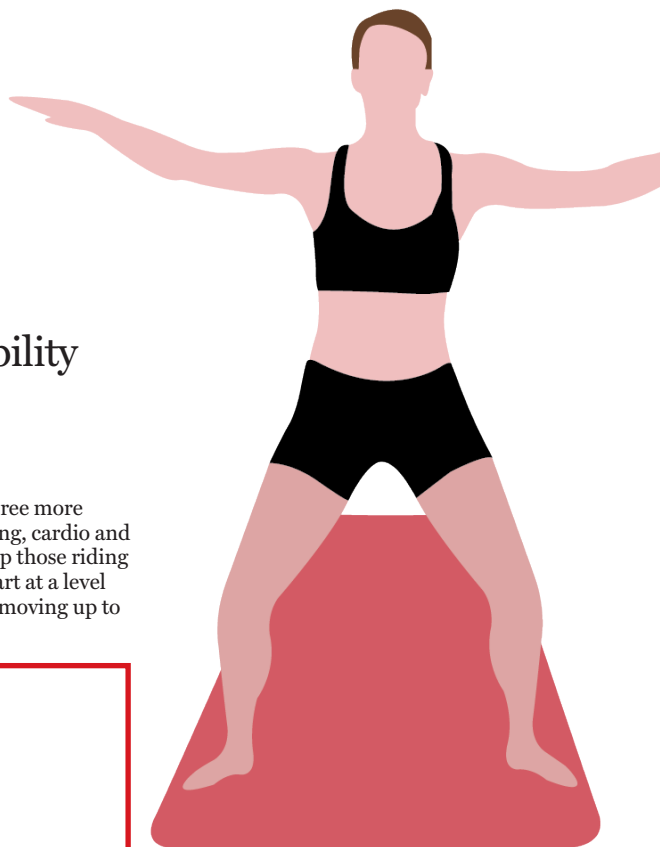 bility
ree more
ng, cardio and
p those riding
art at a level
moving up to